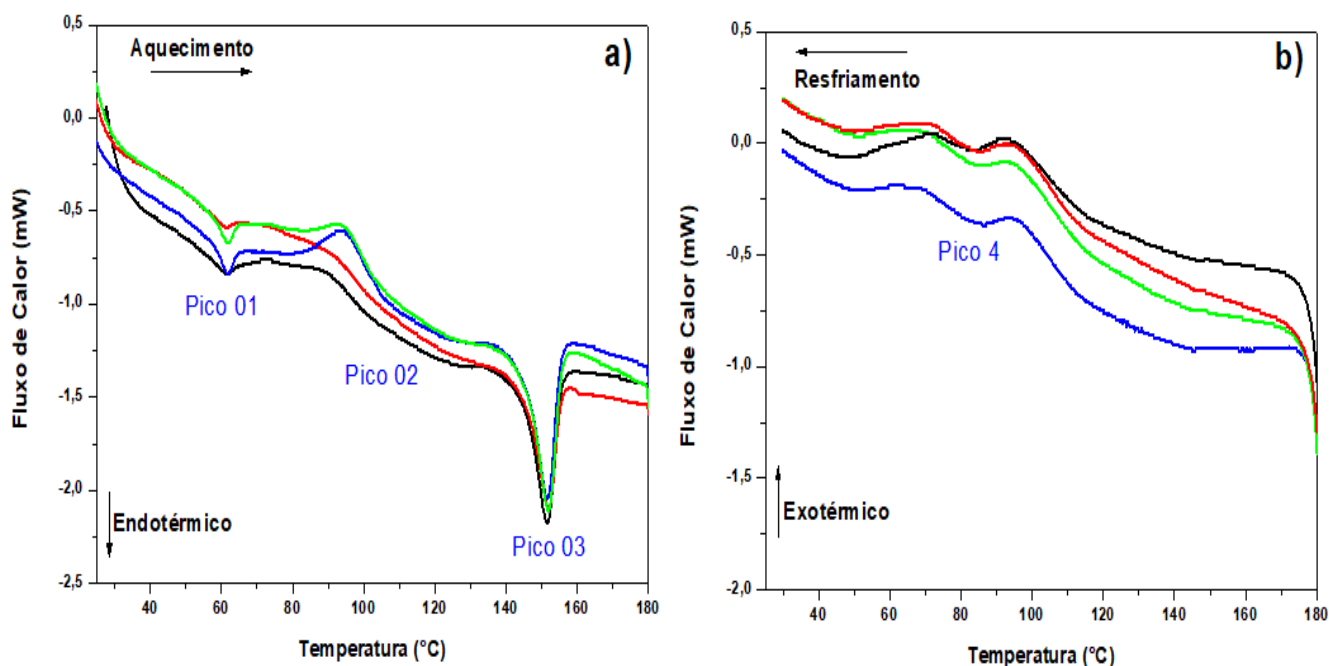 Aquecimento
a)
Fluxo de Calor (mW)
0,5
0,0
-0,5
-1,0
-1,5
-2,0
-2,5
Pico 01
Pico 02
Pico 03
Endotérmico
40 60 80 100 120 140 160 180
Temperatura (°C)
Resfriamento
b)
Fluxo de Calor (mW)
0,5
0,0
-0,5
-1,0
-1,5
-2,0
Pico 4
Exotérmico
40 60 80 100 120 140 160 180
Temperatura (°C)